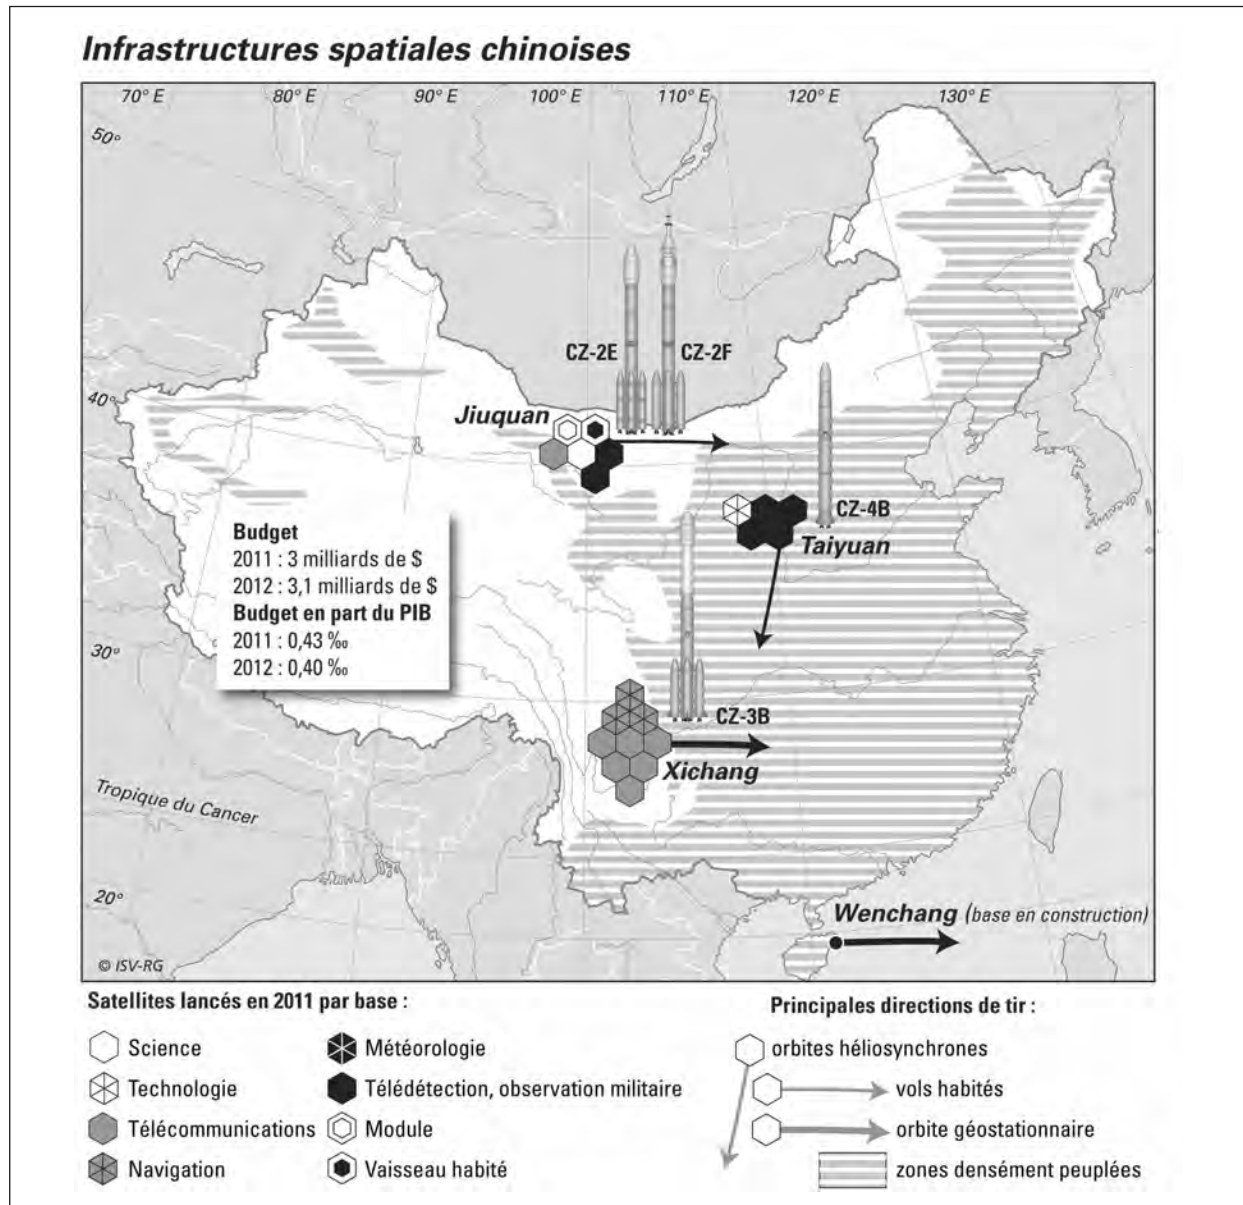 Infrastructures spatiales chinoises
70° E 80° E 90° E 100° E 110° E 120° E 130° E
50°
CZ-2E CZ-2F
40°
Jiuquan
CZ-4B
Taiyuan
Budget
2011 : 3 milliards de $
2012 : 3,1 milliards de $
Budget en part du PIB
2011 : 0,43 ‰
2012 : 0,40 ‰
30°
CZ-3B
Xichang
Tropique du Cancer
20°
Wenchang (base en construction)
© ISV-RG
Satellites lancés en 2011 par base :
Science
Technologie
Télécommunications
Navigation
Météorologie
Télédétection, observation militaire
Module
Vaisseau habité
Principales directions de tir :
orbites héliosynchrones
vols habités
orbite géostationnaire
zones densément peuplées